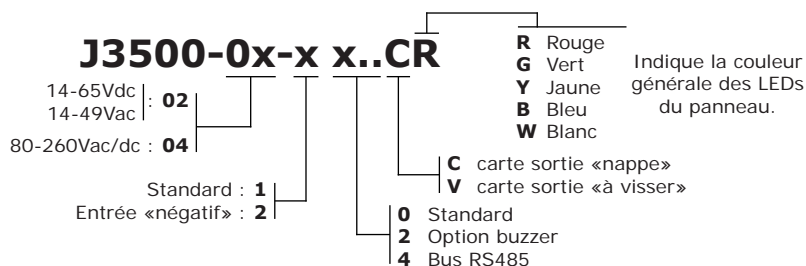 J3500-0x-x x..CR
R Rouge
G Vert
Y Jaune
B Bleu
W Blanc
Indique la couleur
générale des LEDs
du panneau.
14-65Vdc
14-49Vac
: 02
80-260Vac/dc : 04
C carte sortie «nappe»
V carte sortie «à visser»
Standard : 1
Entrée «négatif» : 2
0 Standard
2 Option buzzer
4 Bus RS485